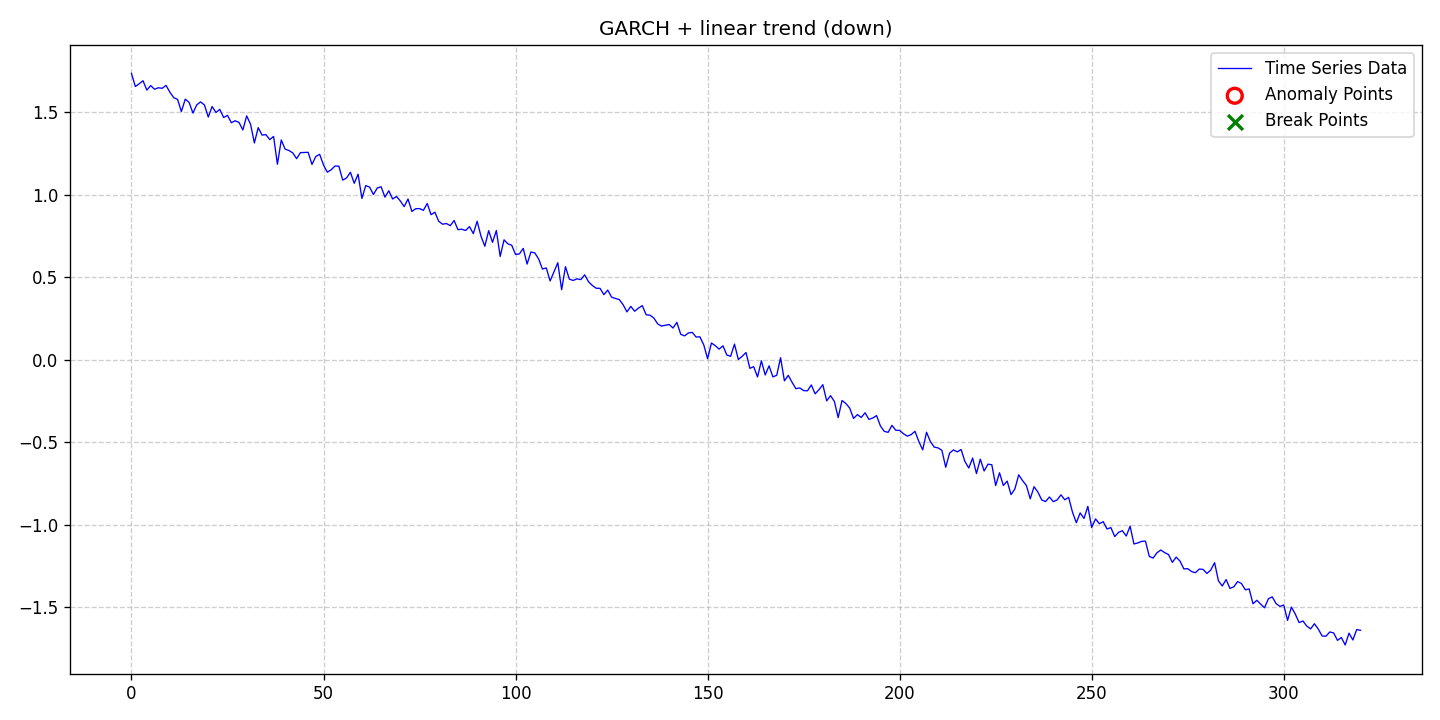 GARCH + linear trend (down)
Time Series Data
Anomaly Points
Break Points
1.5
1.0
0.5
0.0
−0.5
−1.0
−1.5
0 50 100 150 200 250 300